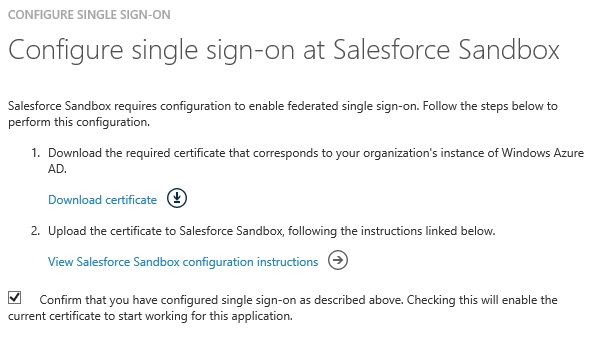 CONFIGURE SINGLE SIGN-ON
Configure single sign-on at Salesforce Sandbox
Salesforce Sandbox requires configuration to enable federated single sign-on. Follow the steps below to
perform this configuration.
1. Download the required certificate that corresponds to your organization's instance of Windows Azure
AD.
Download certificate
2. Upload the certificate to Salesforce Sandbox, following the instructions linked below.
View Salesforce Sandbox configuration instructions
Confirm that you have configured single sign-on as described above. Checking this will enable the
current certificate to start working for this application.